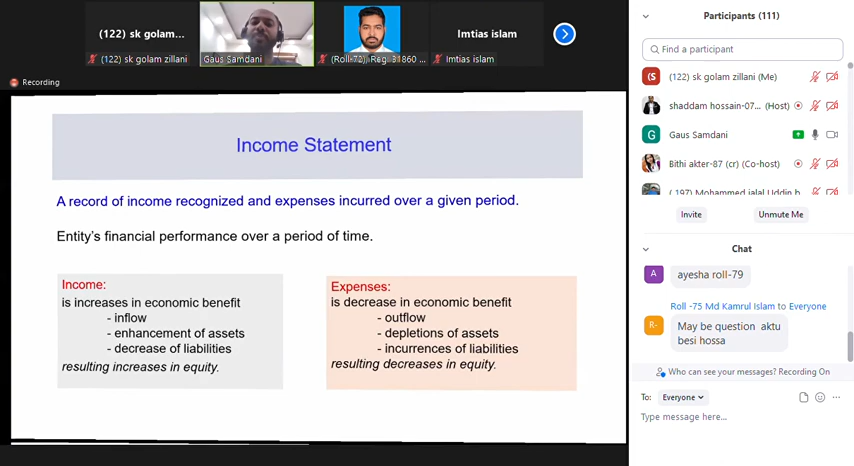 (122) sk golam...
(122) sk golam zillani
Gaus Samdani
(Roll-72), Reg: 31860 ...
Imtias islam
Imtias islam
Recording
Income Statement
A record of income recognized and expenses incurred over a given period.
Entity's financial performance over a period of time.
Income:
is increases in economic benefit
- inflow
- enhancement of assets
- decrease of liabilities
resulting increases in equity.
Expenses:
is decrease in economic benefit
- outflow
- depletions of assets
- incurrences of liabilities
resulting decreases in equity.
Participants (111)
Find a participant
(S
(122) sk golam zillani (Me)
shaddam hossain-07... (Host)
G
Gaus Samdani
Bithi akter-87 (cr) (Co-host)
( 197) Mohammed jalal Uddin b...
Invite
Unmute Me
Chat
A
ayesha roll-79
Roll -75 Md Kamrul Islam to Everyone
R-
May be question aktu
besi hossa
Who can see your messages? Recording On
To: Everyone
Type message here...